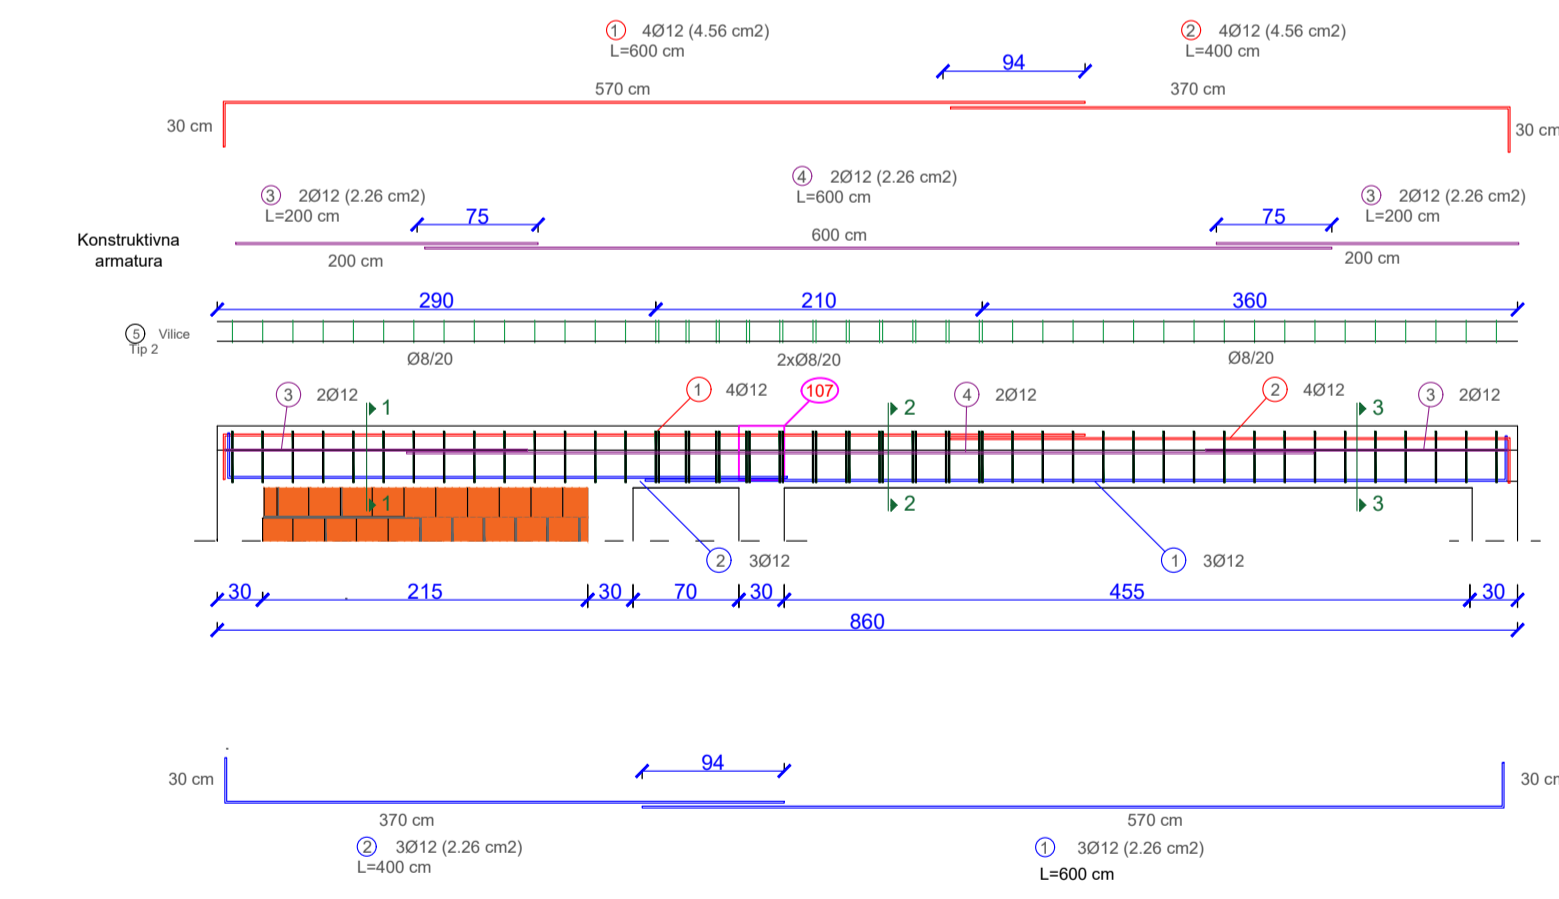 1 4Ø12 (4.56 cm2)
L=600 cm
2 4Ø12 (4.56 cm2)
L=400 cm
94
570 cm
370 cm
30 cm
30 cm
3 2Ø12 (2.26 cm2)
L=200 cm
4 2Ø12 (2.26 cm2)
L=600 cm
3 2Ø12 (2.26 cm2)
L=200 cm
75
75
Konstruktivna
armatura
200 cm
600 cm
200 cm
290
210
360
5 Vilice
Tip 2
Ø8/20
2xØ8/20
Ø8/20
3 2Ø12
1 4Ø12
107
4 2Ø12
2 4Ø12
3 2Ø12
1
2
3
1
2
3
2 3Ø12
1 3Ø12
30
215
30
70
30
455
30
860
94
30 cm
30 cm
370 cm
570 cm
2 3Ø12 (2.26 cm2)
L=400 cm
1 3Ø12 (2.26 cm2)
L=600 cm